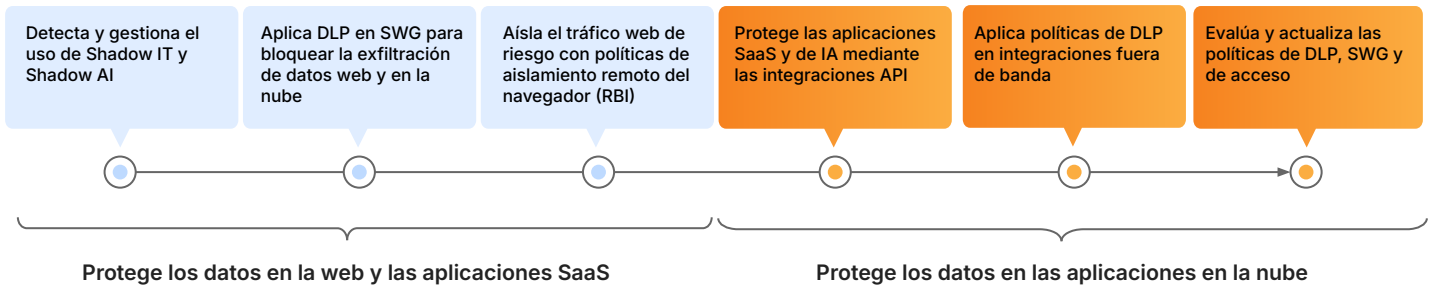 Detecta y gestiona el
uso de Shadow IT y
Shadow AI
Aplica DLP en SWG para
bloquear la exfiltración
de datos web y en la
nube
Aísla el tráfico web de
riesgo con políticas de
aislamiento remoto del
navegador (RBI)
Protege las aplicaciones
SaaS y de IA mediante
las integraciones API
Aplica políticas de DLP
en integraciones fuera
de banda
Evalúa y actualiza las
políticas de DLP, SWG y
de acceso
Protege los datos en la web y las aplicaciones SaaS
Protege los datos en las aplicaciones en la nube